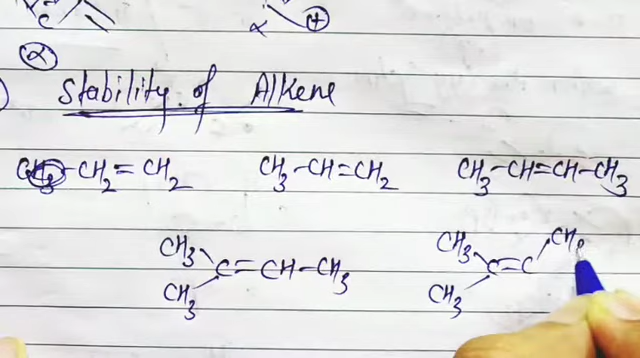 C α +
α
Stability of Alkene
CH3-CH2=CH2 CH3-CH=CH2 CH3-CH=CH-CH3
CH3 CH3 CH
C=CH-CH3 C=C
CH3 CH3